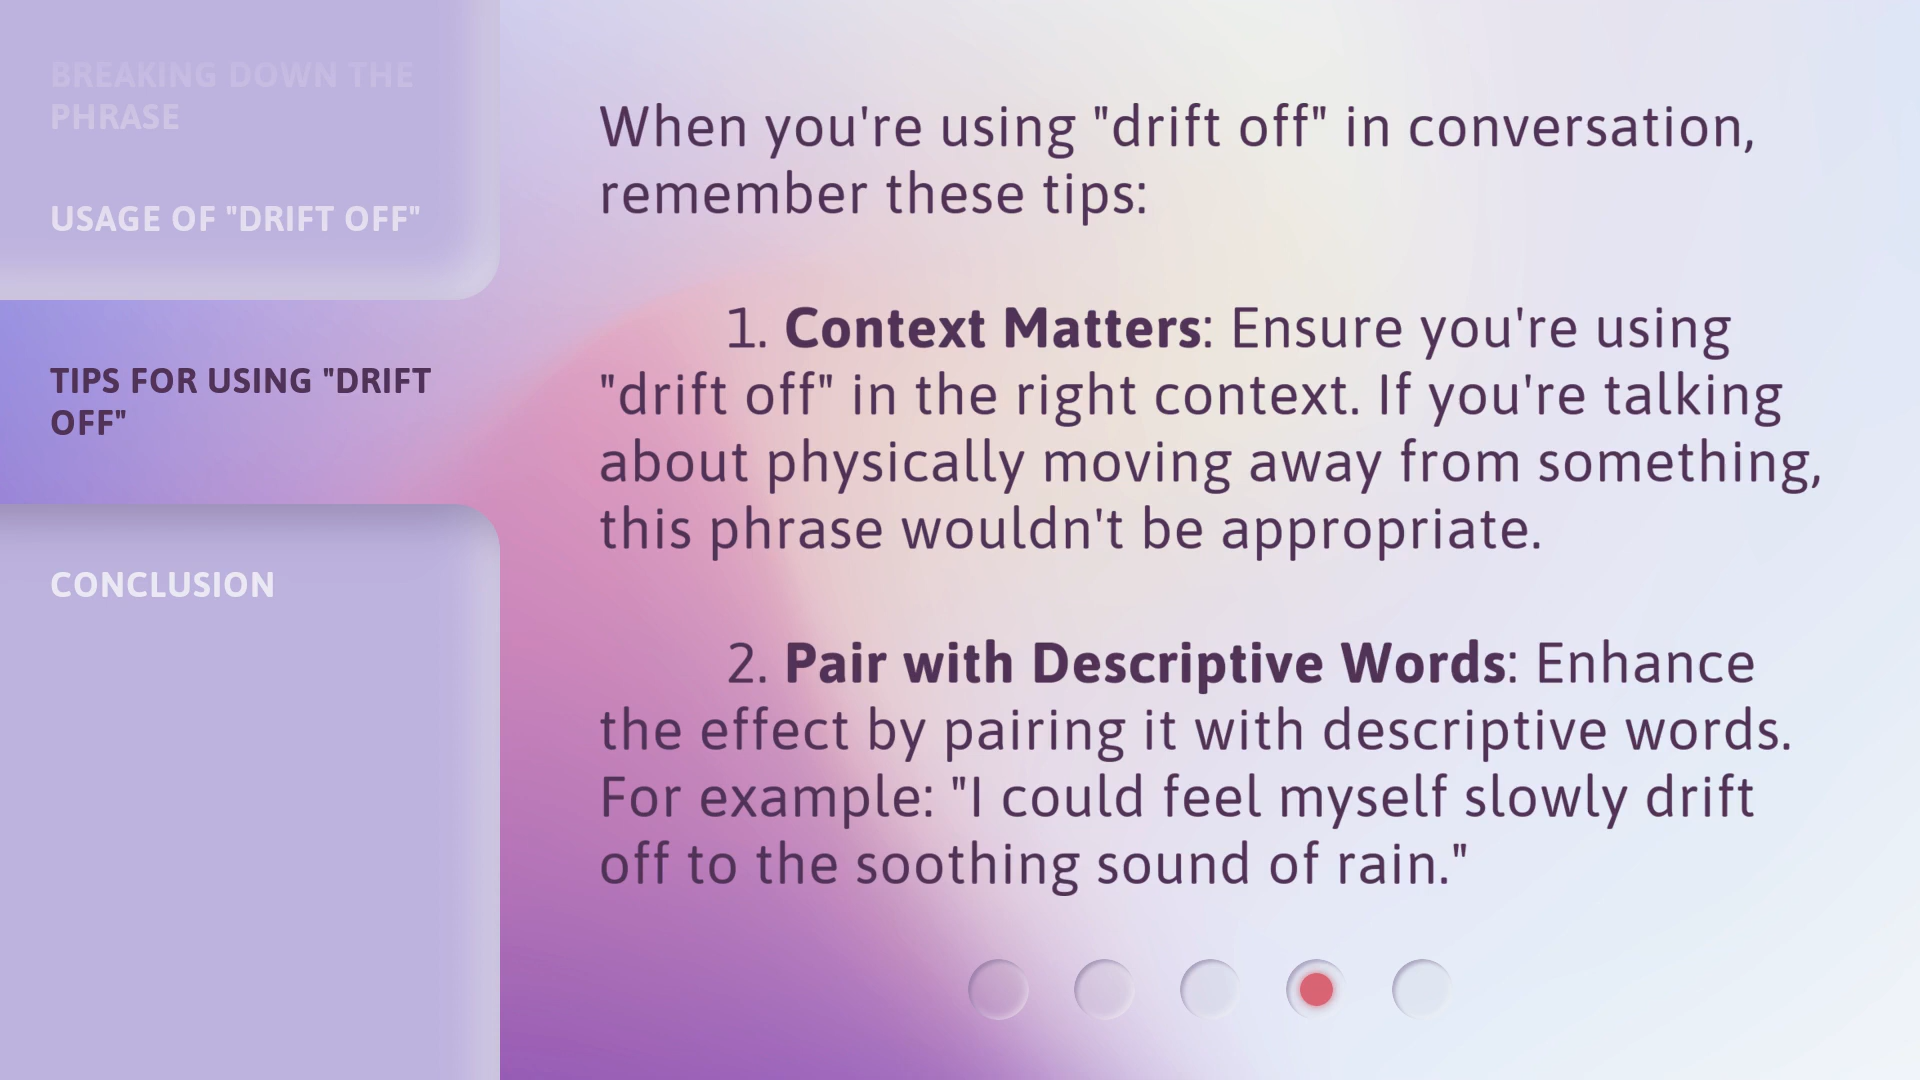 BREAKING DOWN THE
PHRASE
USAGE OF "DRIFT OFF"
TIPS FOR USING "DRIFT
OFF"
CONCLUSION
When you're using "drift off" in conversation,
remember these tips:
1. Context Matters: Ensure you're using
"drift off" in the right context. If you're talking
about physically moving away from something,
this phrase wouldn't be appropriate.
2. Pair with Descriptive Words: Enhance
the effect by pairing it with descriptive words.
For example: "I could feel myself slowly drift
off to the soothing sound of rain."